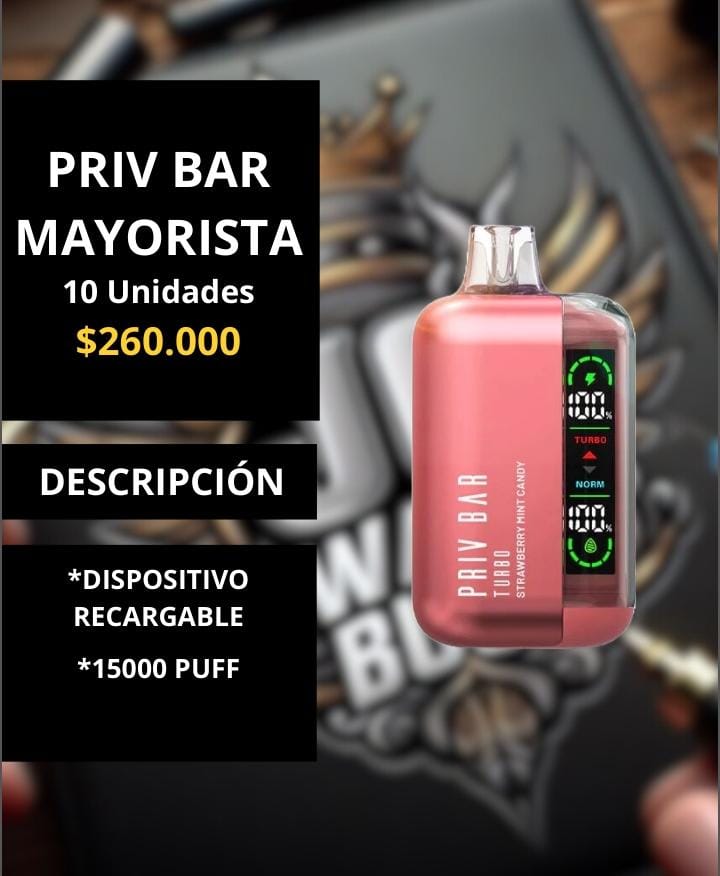 PRIV BAR
MAYORISTA
10 Unidades
$260.000
DESCRIPCIÓN
*DISPOSITIVO
RECARGABLE
*15000 PUFF
PRIV BAR
TURBO
STRAWBERRY MINT CANDY
100%
TURBO
NORM
100%